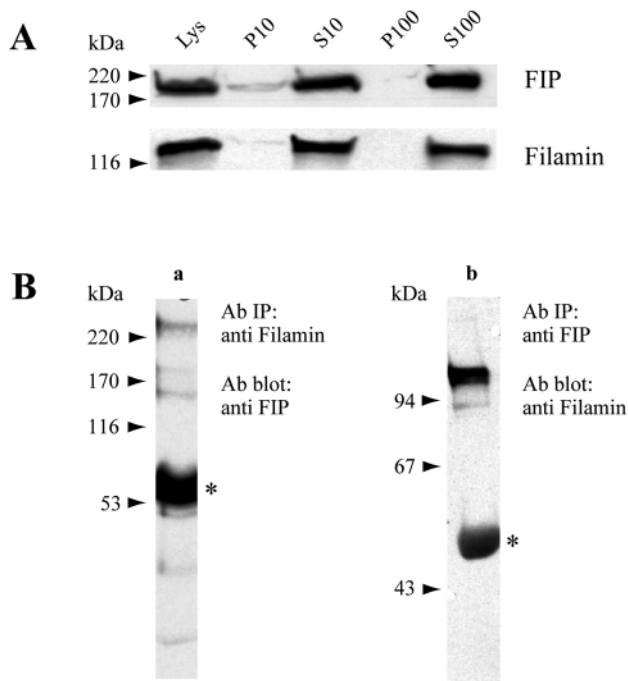 A
kDa
Lys P10 S10 P100 S100
220 ►
170 ►
FIP
116 ►
Filamin
B
a
kDa
220 ►
170 ►
116 ►
53 ►
*
Ab IP:
anti Filamin
Ab blot:
anti FIP
b
kDa
94 ►
67 ►
43 ►
*
Ab IP:
anti FIP
Ab blot:
anti Filamin